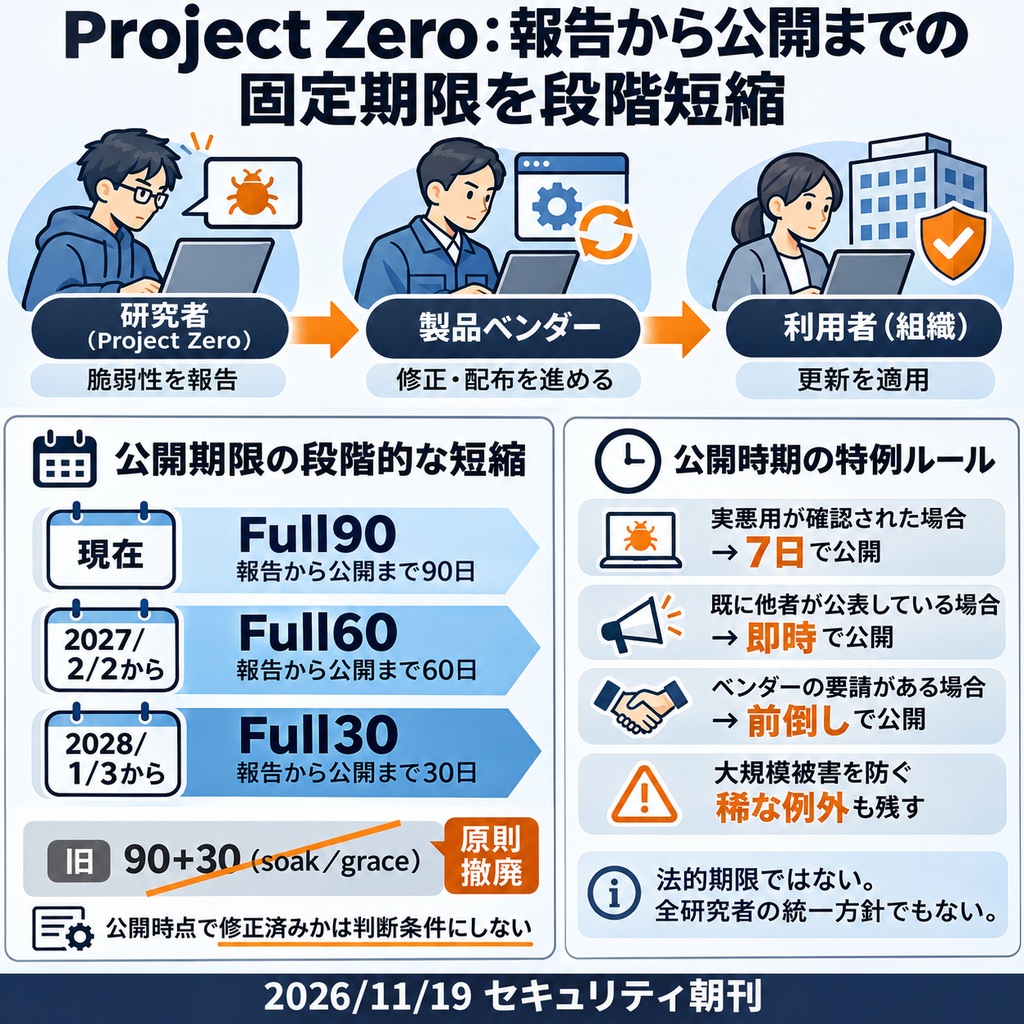 Project Zero：報告から公開までの
固定期限を段階短縮
研究者
（Project Zero）
脆弱性を報告
製品ベンダー
修正・配布を進める
利用者（組織）
更新を適用
公開期限の段階的な短縮
現在
Full90
報告から公開まで90日
2027/
2/2から
Full60
報告から公開まで60日
2028/
1/3から
Full30
報告から公開まで30日
旧 90+30（soak/grace）
原則
撤廃
公開時点で修正済みかは判断条件にしない
公開時期の特例ルール
実悪用が確認された場合
→ 7日で公開
既に他者が公表している場合
→ 即時で公開
ベンダーの要請がある場合
→ 前倒しで公開
大規模被害を防ぐ
稀な例外も残す
法的期限ではない。
全研究者の統一方針でもない。
2026/11/19 セキュリティ朝刊